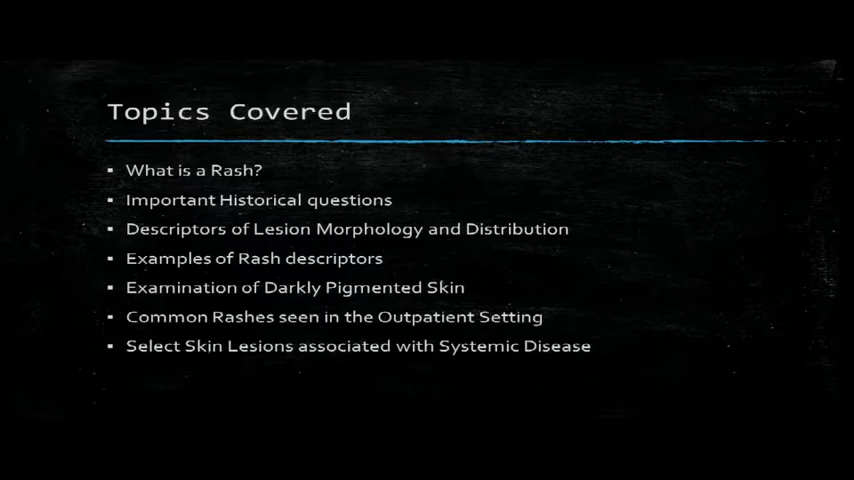 Topics Covered
▪ What is a Rash?
▪ Important Historical questions
▪ Descriptors of Lesion Morphology and Distribution
▪ Examples of Rash descriptors
▪ Examination of Darkly Pigmented Skin
▪ Common Rashes seen in the Outpatient Setting
▪ Select Skin Lesions associated with Systemic Disease